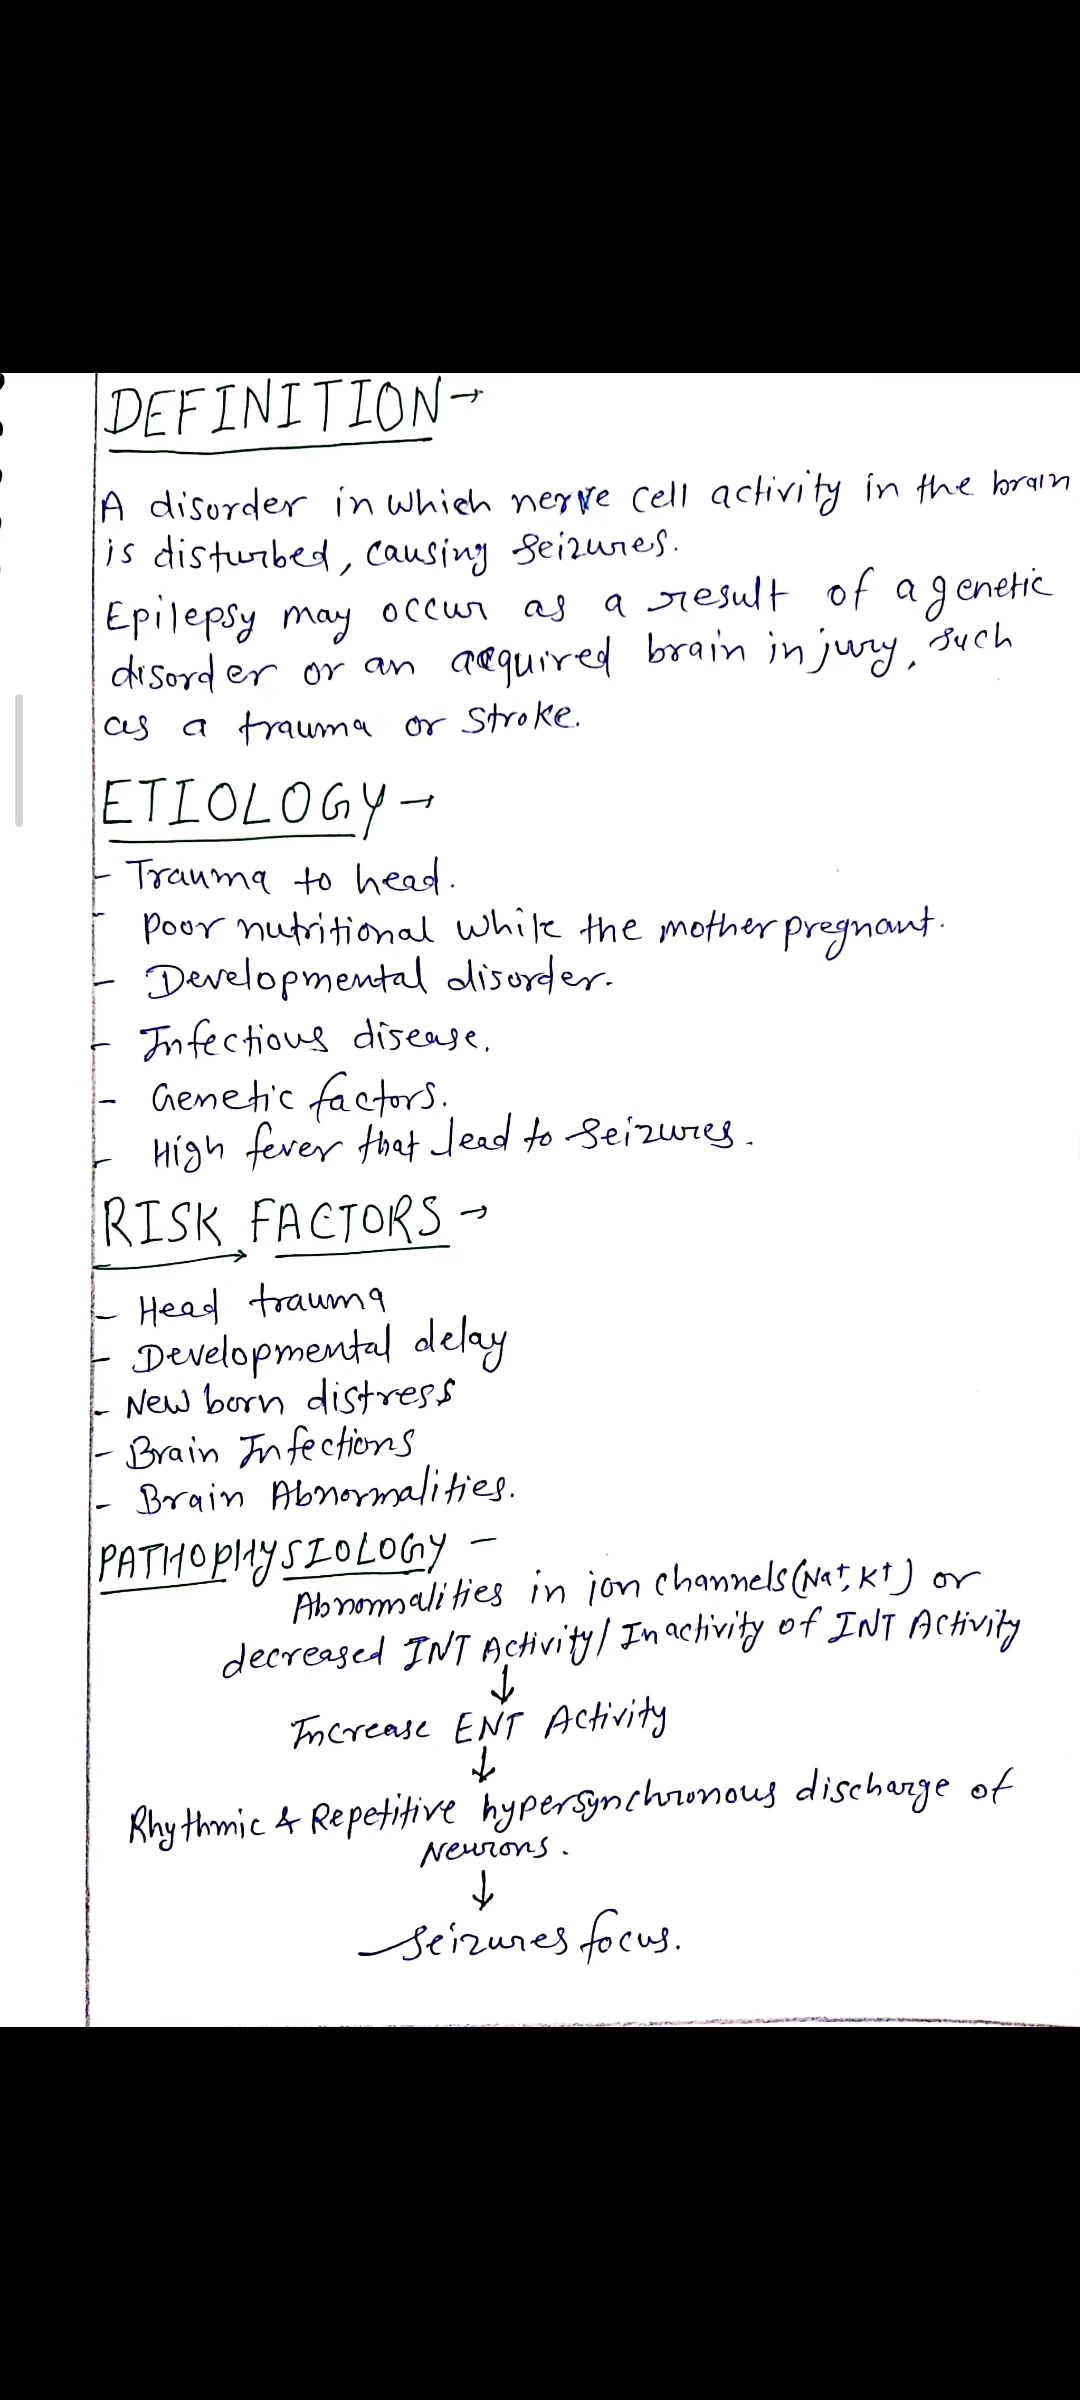 DEFINITION →
A disorder in which nerve cell activity in the brain
is disturbed, causing seizures.
Epilepsy may occur as a result of a genetic
disorder or an acquired brain injury, such
as a trauma or stroke.
ETIOLOGY →
- Trauma to head.
- Poor nutritional while the mother pregnant.
- Developmental disorder.
- Infectious disease.
- Genetic factors.
- High fever that lead to seizures.
RISK FACTORS →
- Head trauma
- Developmental delay
- New born distress
- Brain Infections
- Brain Abnormalities.
PATHOPHYSIOLOGY -
Abnormalities in ion channels (Na+, K+) or
decreased INT Activity/Inactivity of INT Activity
↓
Increase ENT Activity
↓
Rhythmic & Repetitive hypersynchronous discharge of
Neurons.
↓
Seizures focus.